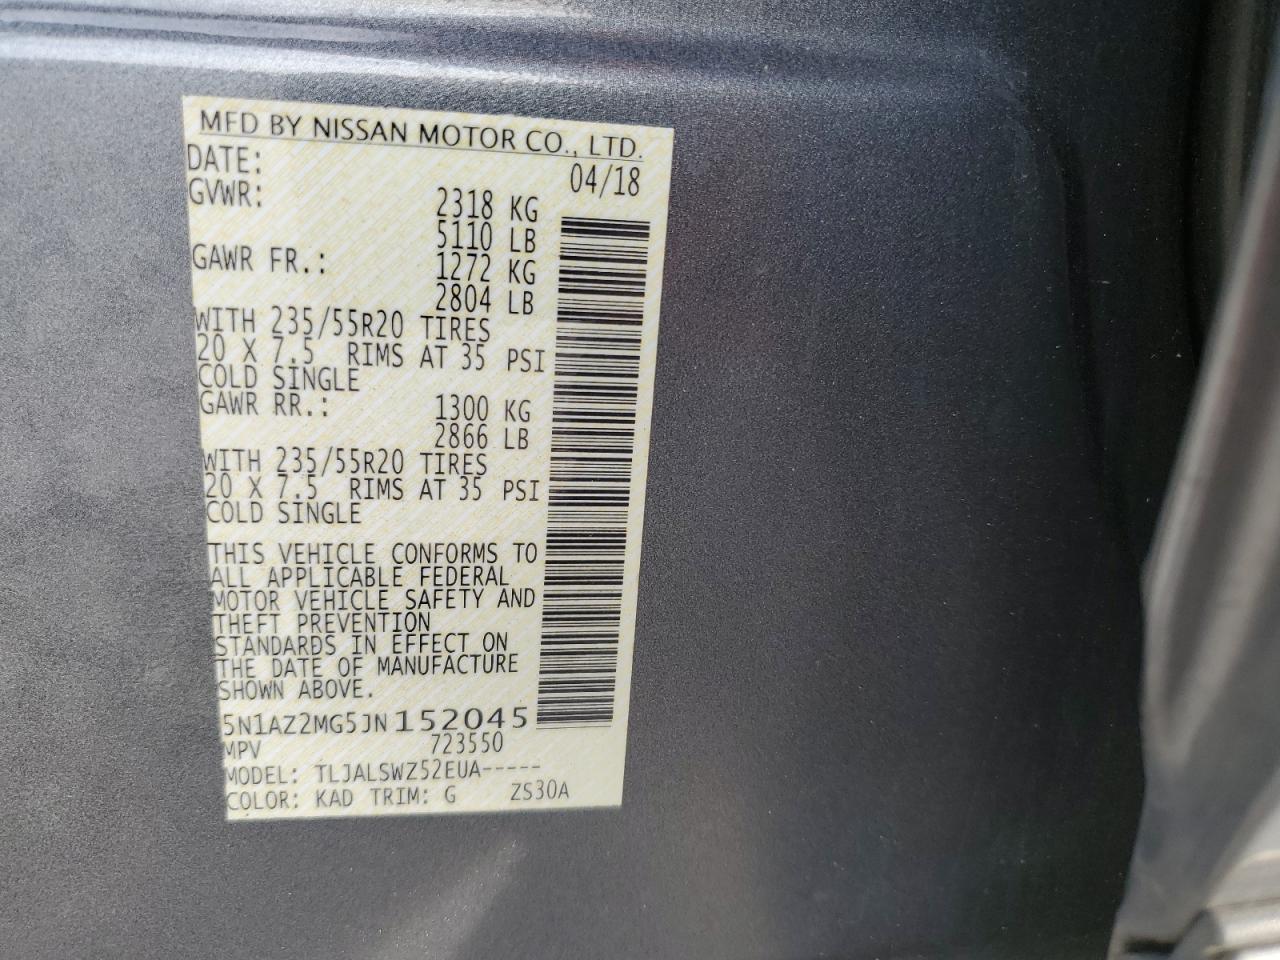 MFD BY NISSAN MOTOR CO., LTD.
DATE: 04/18
GVWR: 2318 KG
5110 LB
GAWR FR.: 1272 KG
2804 LB
WITH 235/55R20 TIRES
20 X 7.5 RIMS AT 35 PSI
COLD SINGLE
GAWR RR.: 1300 KG
2866 LB
WITH 235/55R20 TIRES
20 X 7.5 RIMS AT 35 PSI
COLD SINGLE
THIS VEHICLE CONFORMS TO
ALL APPLICABLE FEDERAL
MOTOR VEHICLE SAFETY AND
THEFT PREVENTION
STANDARDS IN EFFECT ON
THE DATE OF MANUFACTURE
SHOWN ABOVE.
5N1AZ2MG5JN152045
MPV 723550
MODEL: TLJALSWZ52EUA-----
COLOR: KAD TRIM: G ZS30A